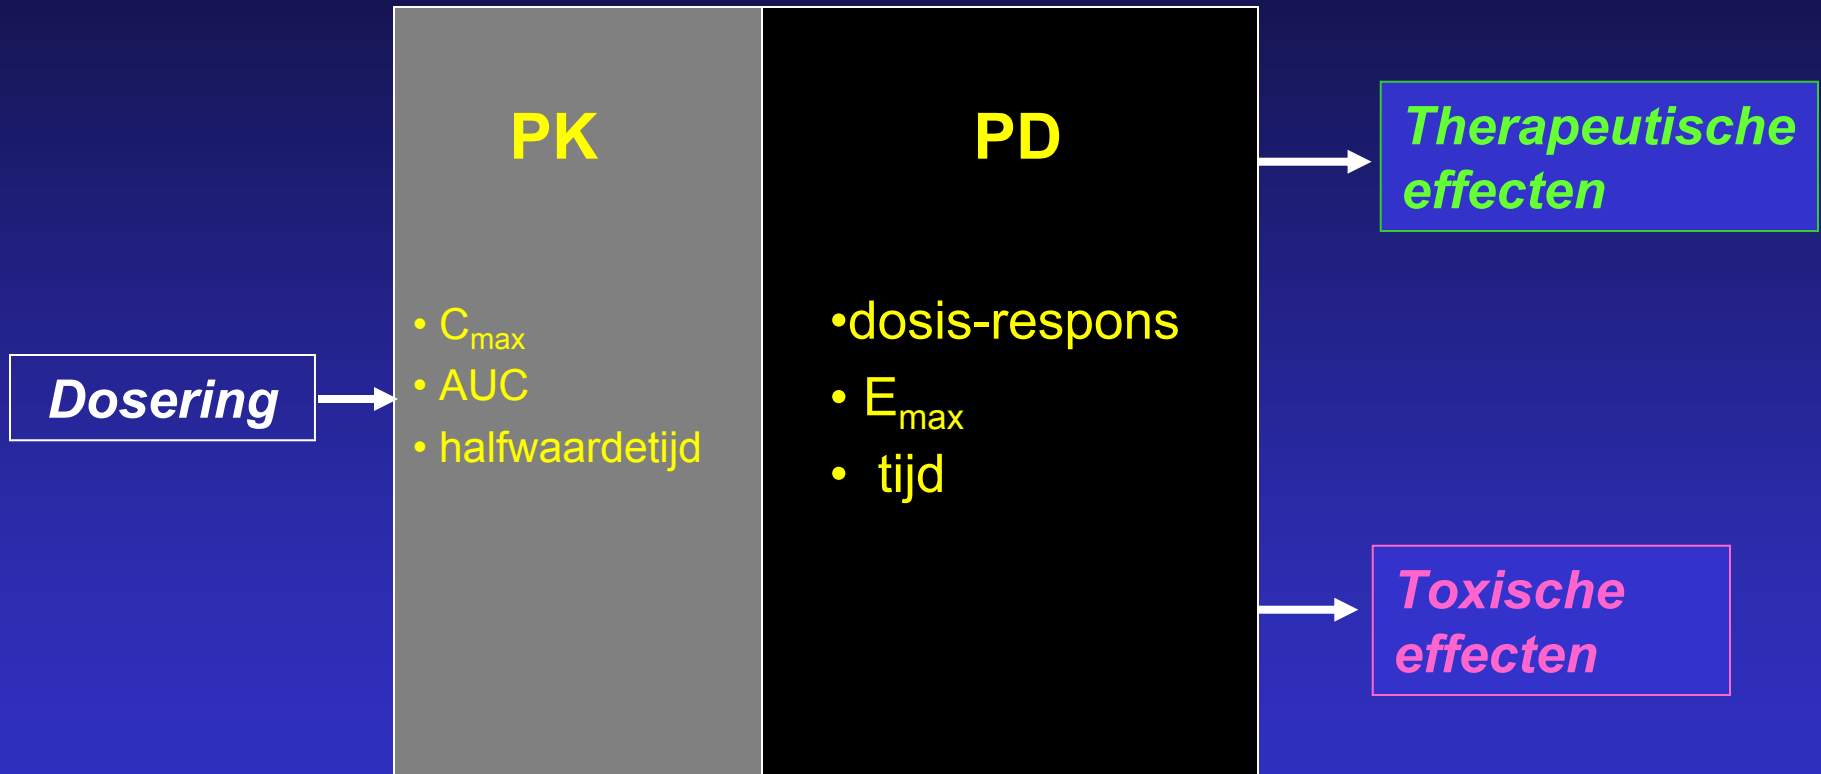 Dosering
PK
• Cmax
• AUC
• halfwaardetijd
PD
•dosis-respons
• Emax
• tijd
Therapeutische
effecten
Toxische
effecten